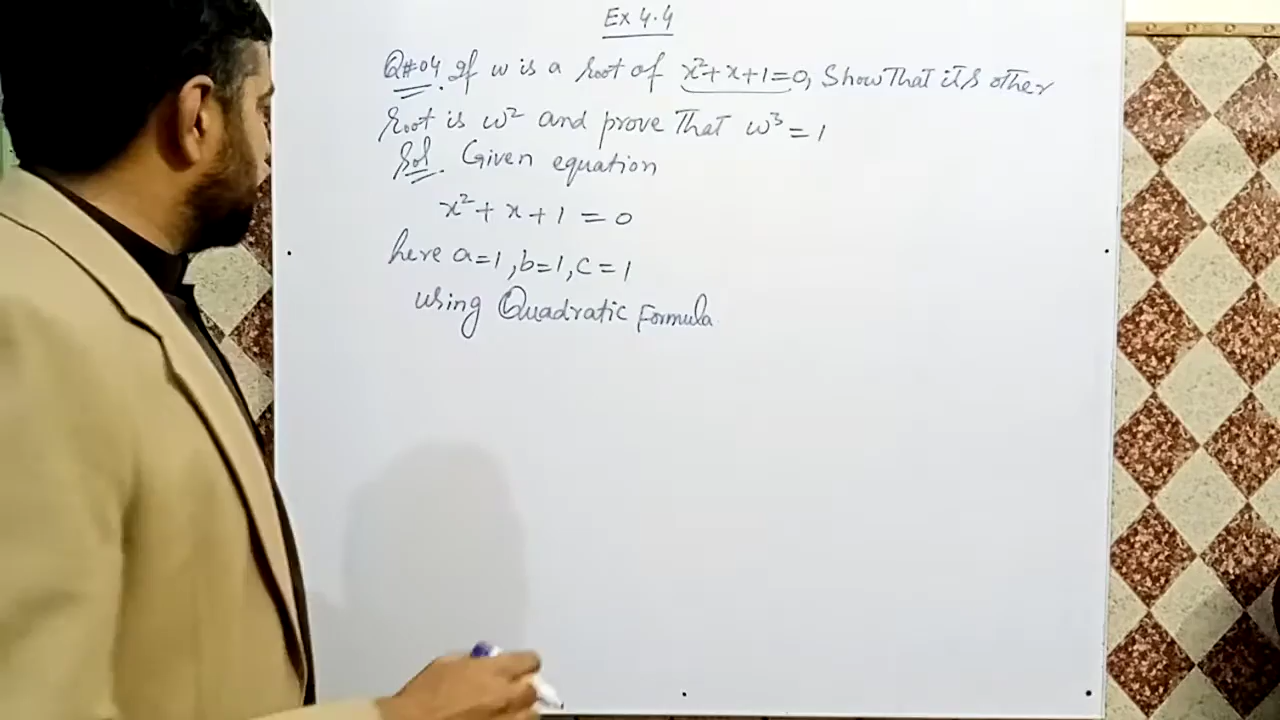 Ex 4.4
Q#04. If w is a root of x²+x+1=0, Show That its other
root is w² and prove That w³ = 1
Sol. Given equation
x² + x + 1 = 0
here a=1, b=1, c=1
using Quadratic Formula